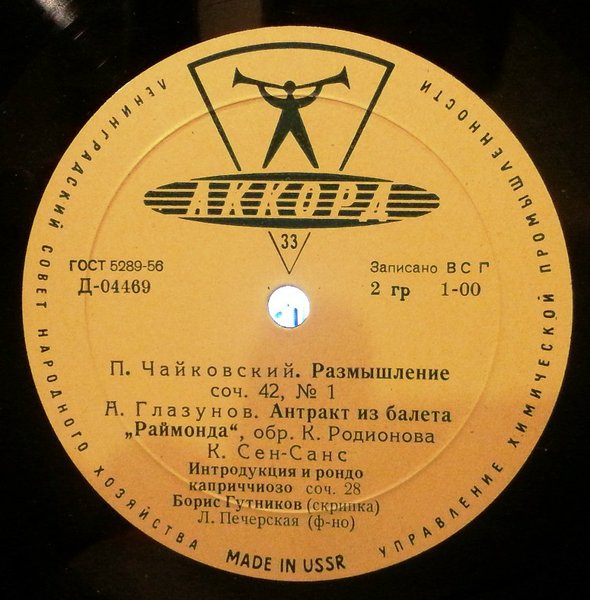 ЛЕНИНГРАДСКИЙ СОВЕТ НАРОДНОГО ХОЗЯЙСТВА
УПРАВЛЕНИЕ ХИМИЧЕСКОЙ ПРОМЫШЛЕННОСТИ
АККОРД
33
ГОСТ 5289-56
Д-04469
Записано ВСГ
2 гр 1-00
П. Чайковский. Размышление
соч. 42, № 1
А. Глазунов. Антракт из балета
„Раймонда“, обр. К. Родионова
К. Сен-Санс
Интродукция и рондо
каприччиозо соч. 28
Борис Гутников (скрипка)
Л. Печерская (ф-но)
MADE IN USSR